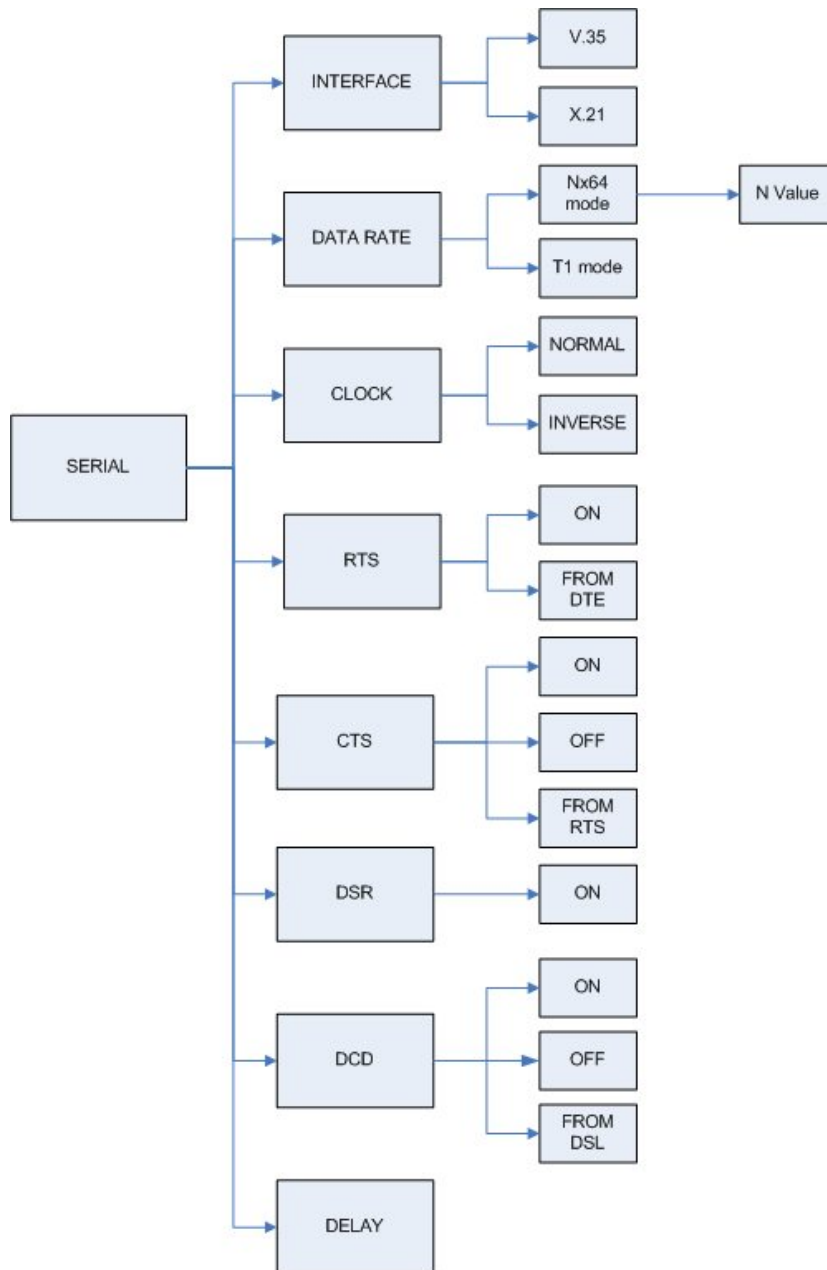 V.35
INTERFACE
X.21
Nx64
mode
N Value
DATA RATE
T1 mode
NORMAL
CLOCK
INVERSE
SERIAL
ON
RTS
FROM
DTE
ON
CTS
OFF
FROM
RTS
DSR
ON
ON
DCD
OFF
FROM
DSL
DELAY